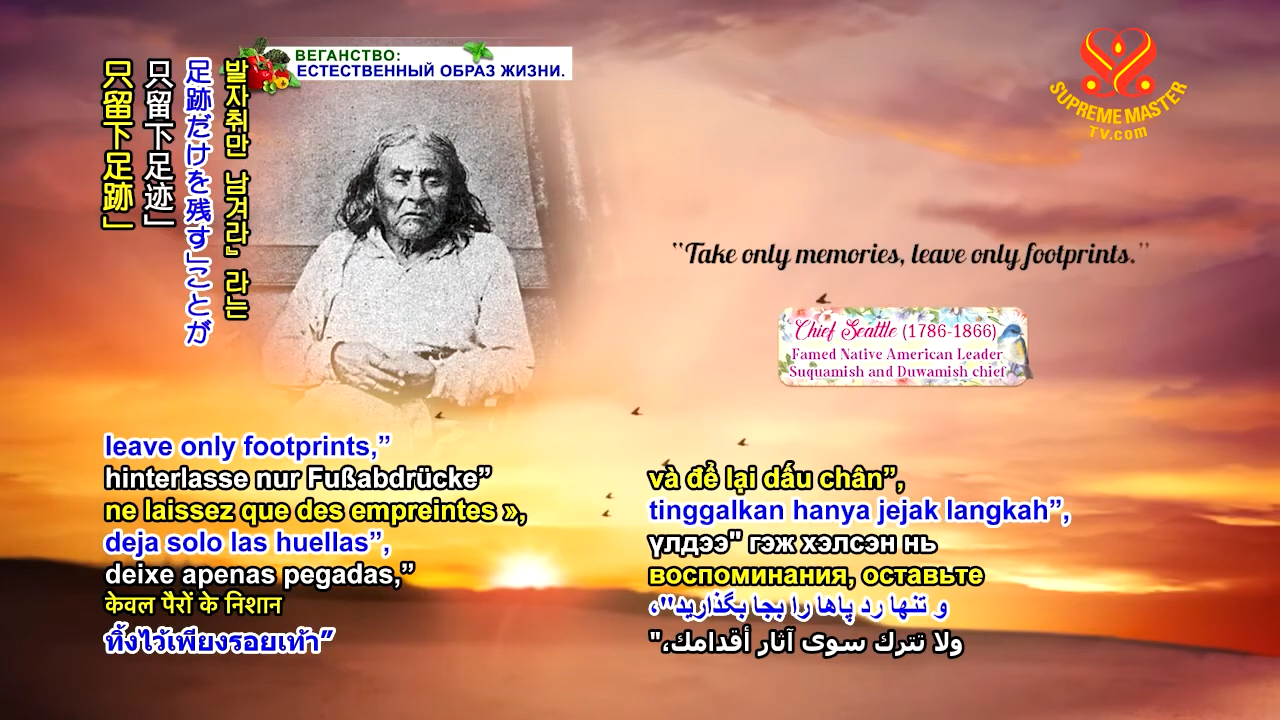 ВЕГАНСТВО:
ЕСТЕСТВЕННЫЙ ОБРАЗ ЖИЗНИ.
SUPREME MASTER
TV.com
只留下足跡」
只留下足迹」
足跡だけを残す」ことが
발자취만 남겨라』 라는
“Take only memories, leave only footprints.”
Chief Seattle (1786-1866)
Famed Native American Leader
Suquamish and Duwamish chief
leave only footprints,”
hinterlasse nur Fußabdrücke”
ne laissez que des empreintes »,
deja solo las huellas”,
deixe apenas pegadas,”
केवल पैरों के निशान
ทิ้งไว้เพียงรอยเท้า”
và để lại dấu chân”,
tinggalkan hanya jejak langkah”,
үлдээ" гэж хэлсэн нь
воспоминания, оставьте
و تنها رد پاها را بجا بگذارید"،
ولا تترك سوى آثار أقدامك،"